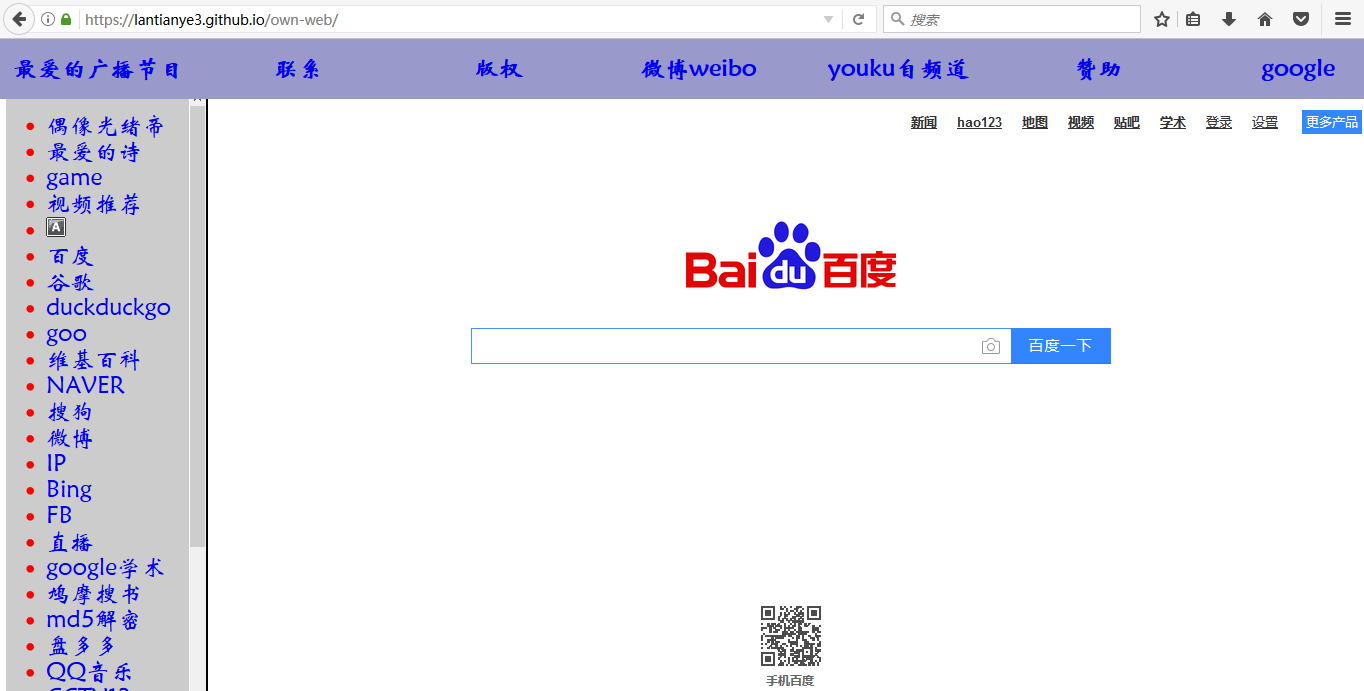 https://lantianye3.github.io/own-web/
搜索
最爱的广播节目 联系 版权 微博weibo youku自频道 赞助 google
新闻 hao123 地图 视频 贴吧 学术 登录 设置 更多产品
偶像光绪帝
最爱的诗
game
视频推荐
A
百度
谷歌
duckduckgo
goo
维基百科
NAVER
搜狗
微博
IP
Bing
FB
直播
google学术
鸠摩搜书
md5解密
盘多多
QQ音乐
Bai du 百度
百度一下
手机百度